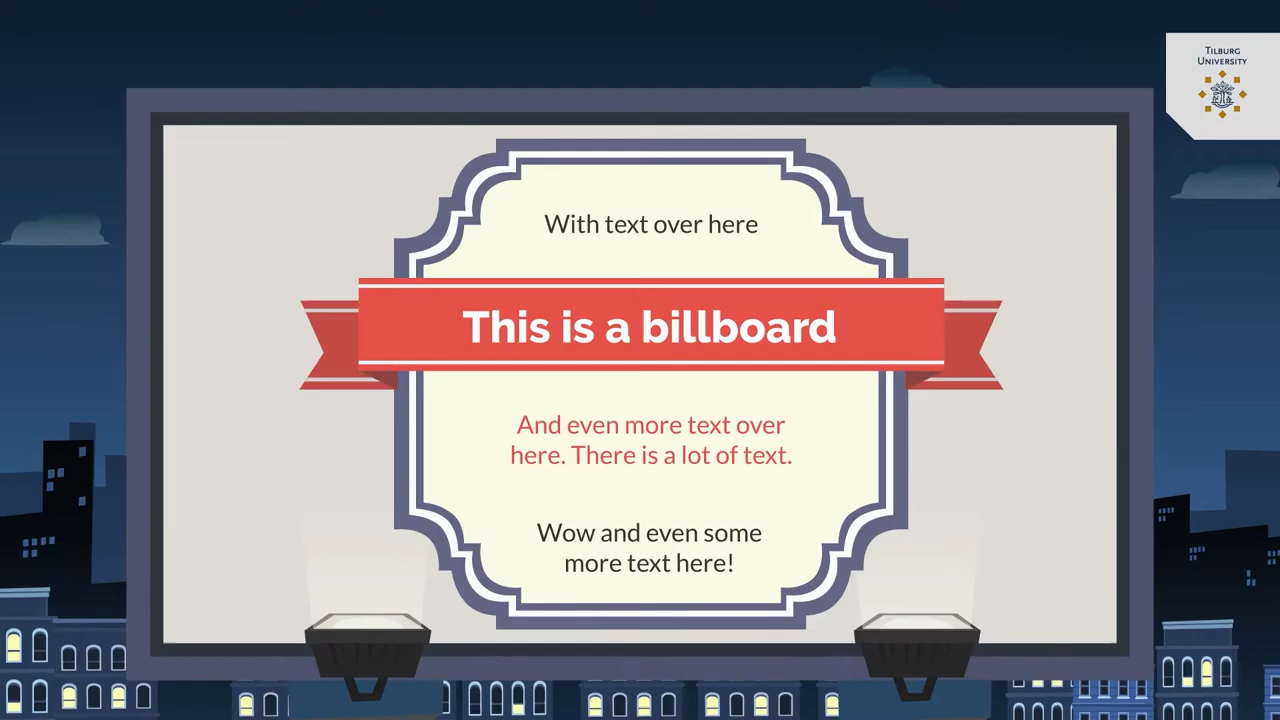 TILBURG
UNIVERSITY
With text over here
This is a billboard
And even more text over
here. There is a lot of text.
Wow and even some
more text here!